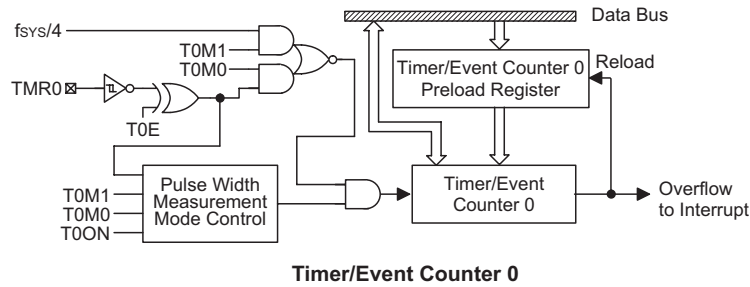 Data Bus
fSYS/4
T0M1
T0M0
TMR0
T0E
Timer/Event Counter 0
Preload Register
Reload
T0M1
T0M0
T0ON
Pulse Width
Measurement
Mode Control
Timer/Event
Counter 0
Overflow
to Interrupt
Timer/Event Counter 0